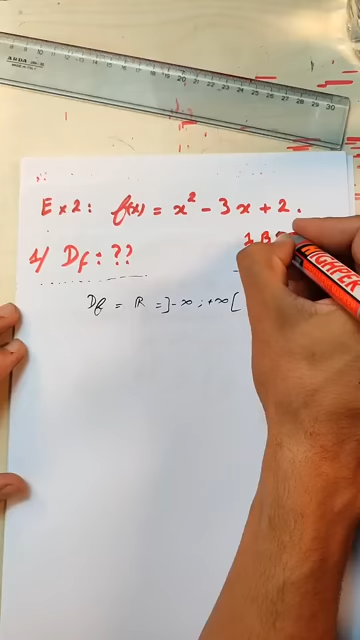 Ex2: f(x) = x² - 3x + 2.
1/ Df: ??
Df = ℝ = ]-∞ ; +∞[